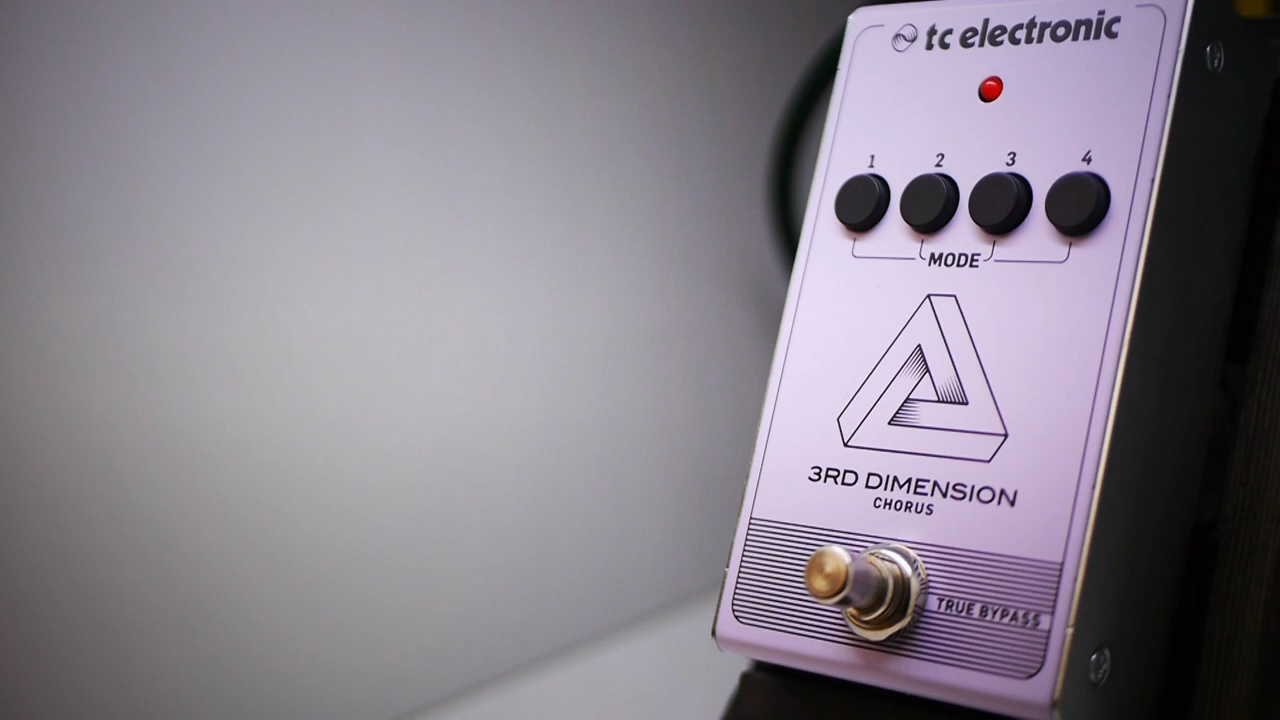 tc electronic
1 2 3 4
MODE
3RD DIMENSION
CHORUS
TRUE BYPASS